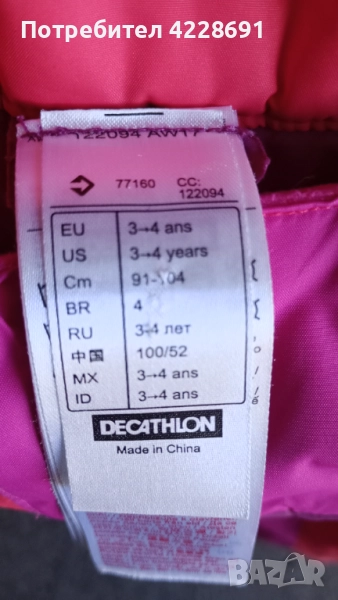 Потребител 4228691
122094 AW17
77160 CC: 122094
EU 3→4 ans
US 3→4 years
Cm 91-104
BR 4
RU 3-4 лет
中国 100/52
MX 3→4 ans
ID 3→4 ans
DECATHLON
Made in China
BAZAR